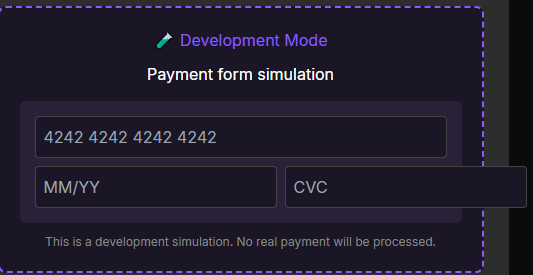 🧪 Development Mode
Payment form simulation
4242 4242 4242 4242
MM/YY
CVC
This is a development simulation. No real payment will be processed.